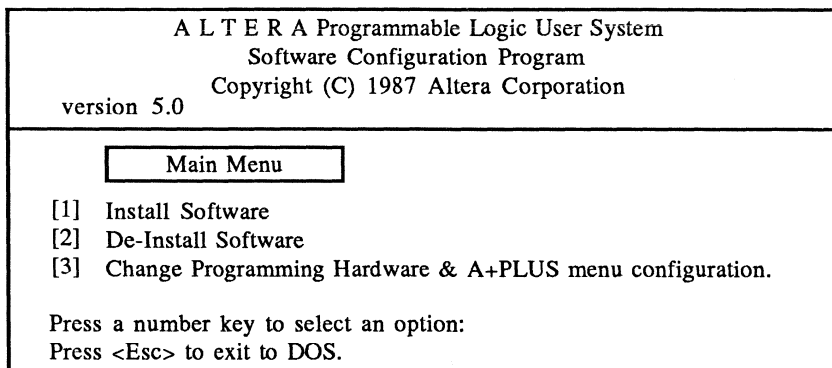 A L T E R A Programmable Logic User System
Software Configuration Program
Copyright (C) 1987 Altera Corporation
version 5.0
Main Menu
[1] Install Software
[2] De-Install Software
[3] Change Programming Hardware & A+PLUS menu configuration.
Press a number key to select an option:
Press <Esc> to exit to DOS.